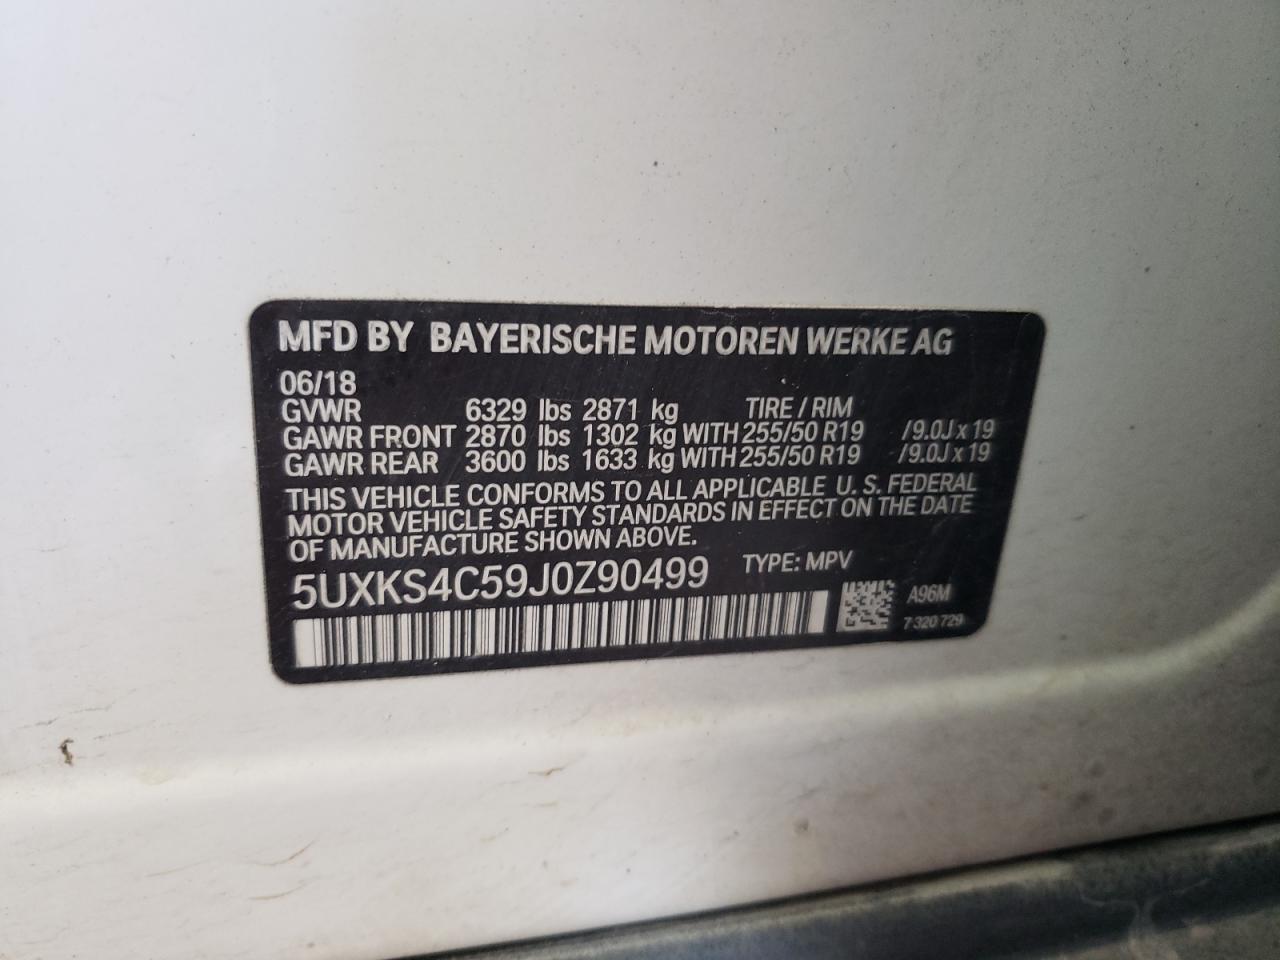 MFD BY BAYERISCHE MOTOREN WERKE AG
06/18
GVWR 6329 lbs 2871 kg TIRE / RIM
GAWR FRONT 2870 lbs 1302 kg WITH 255/50 R19 /9.0J x 19
GAWR REAR 3600 lbs 1633 kg WITH 255/50 R19 /9.0J x 19
THIS VEHICLE CONFORMS TO ALL APPLICABLE U. S. FEDERAL
MOTOR VEHICLE SAFETY STANDARDS IN EFFECT ON THE DATE
OF MANUFACTURE SHOWN ABOVE.
5UXKS4C59J0Z90499 TYPE: MPV
A96M
7 320 729